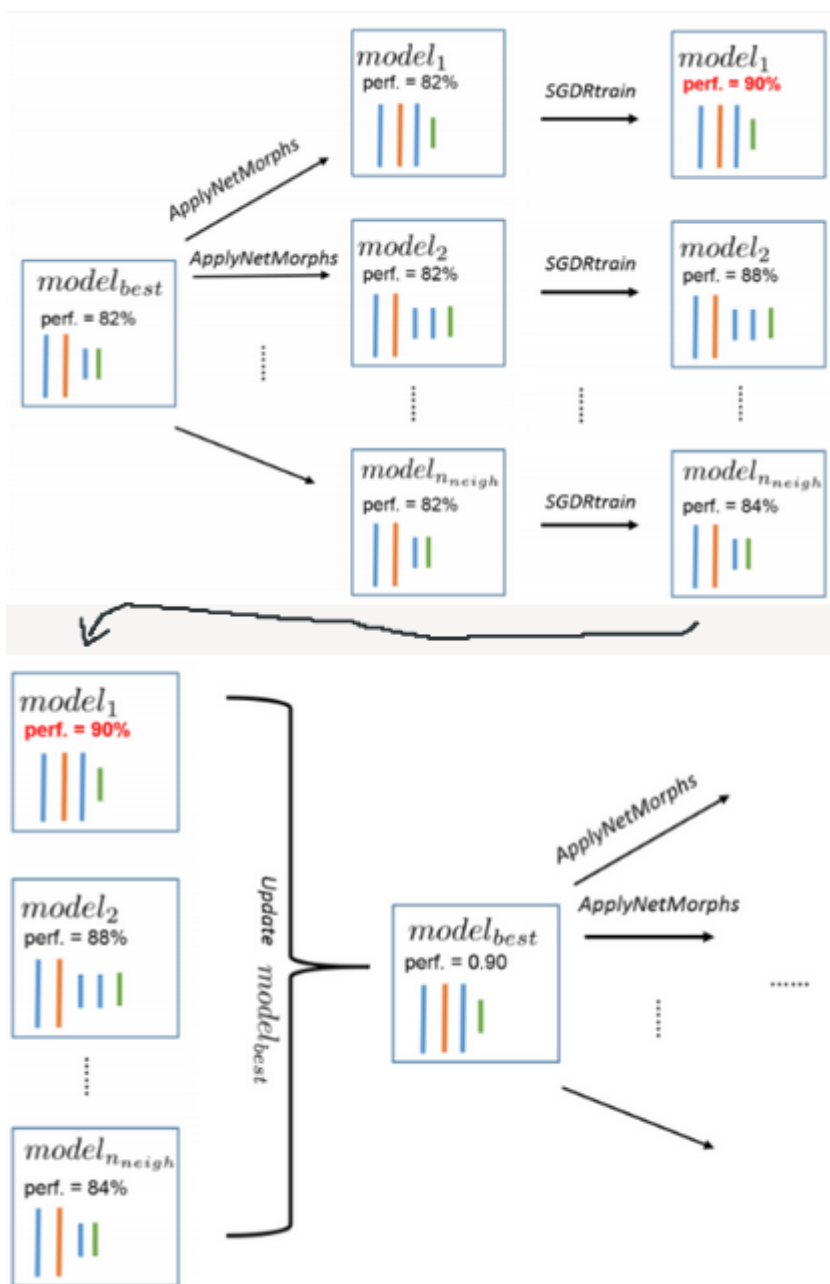 model_1
perf. = 82%
model_1
perf. = 90%
SGDRtrain
ApplyNetMorphs
model_2
perf. = 82%
model_2
perf. = 88%
SGDRtrain
ApplyNetMorphs
model_best
perf. = 82%
model_n_neigh
perf. = 82%
model_n_neigh
perf. = 84%
SGDRtrain
model_1
perf. = 90%
ApplyNetMorphs
model_2
perf. = 88%
Update model_best
model_best
perf. = 0.90
ApplyNetMorphs
model_n_neigh
perf. = 84%